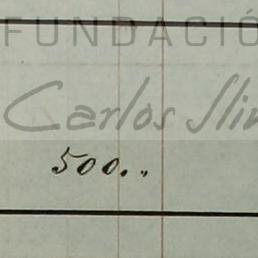 FUNDACIÓ
Carlos Slim
500..,,